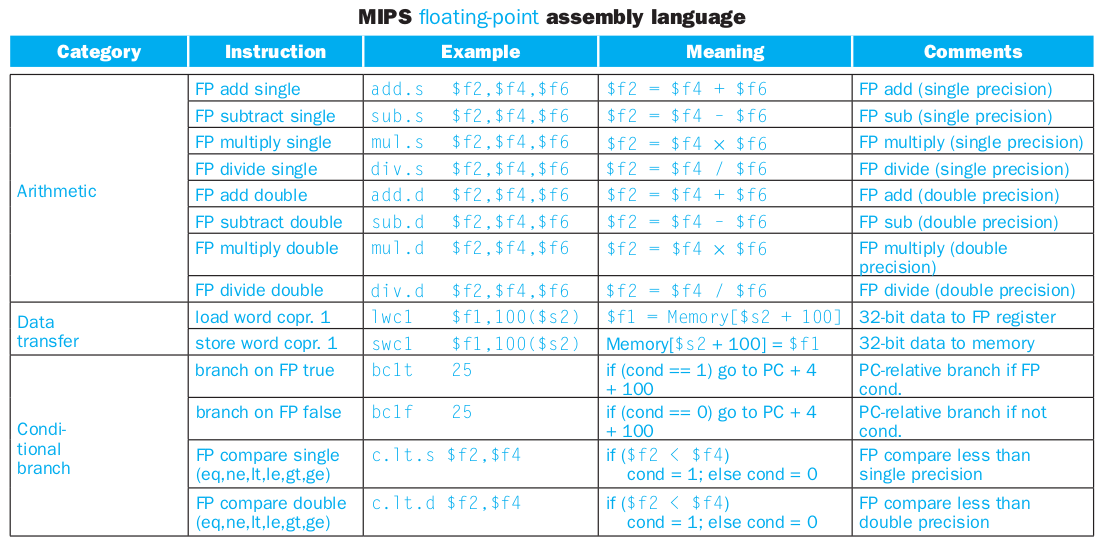 MIPS floating-point assembly language
Category Instruction Example Meaning Comments
Arithmetic
FP add single add.s $f2,$f4,$f6 $f2 = $f4 + $f6 FP add (single precision)
FP subtract single sub.s $f2,$f4,$f6 $f2 = $f4 - $f6 FP sub (single precision)
FP multiply single mul.s $f2,$f4,$f6 $f2 = $f4 × $f6 FP multiply (single precision)
FP divide single div.s $f2,$f4,$f6 $f2 = $f4 / $f6 FP divide (single precision)
FP add double add.d $f2,$f4,$f6 $f2 = $f4 + $f6 FP add (double precision)
FP subtract double sub.d $f2,$f4,$f6 $f2 = $f4 - $f6 FP sub (double precision)
FP multiply double mul.d $f2,$f4,$f6 $f2 = $f4 × $f6 FP multiply (double
precision)
FP divide double div.d $f2,$f4,$f6 $f2 = $f4 / $f6 FP divide (double precision)
Data
transfer
load word copr. 1 lwc1 $f1,100($s2) $f1 = Memory[$s2 + 100] 32-bit data to FP register
store word copr. 1 swc1 $f1,100($s2) Memory[$s2 + 100] = $f1 32-bit data to memory
Condi-
tional
branch
branch on FP true bc1t 25 if (cond == 1) go to PC + 4 PC-relative branch if FP
+ 100 cond.
branch on FP false bc1f 25 if (cond == 0) go to PC + 4 PC-relative branch if not
+ 100 cond.
FP compare single c.lt.s $f2,$f4 if ($f2 < $f4) FP compare less than
(eq,ne,lt,le,gt,ge) cond = 1; else cond = 0 single precision
FP compare double c.lt.d $f2,$f4 if ($f2 < $f4) FP compare less than
(eq,ne,lt,le,gt,ge) cond = 1; else cond = 0 double precision